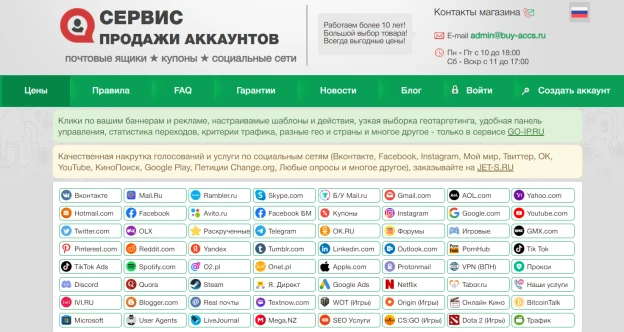 СЕРВИС
ПРОДАЖИ АККАУНТОВ
почтовые ящики ★ купоны ★ социальные сети
Работаем более 10 лет!
Большой выбор товара!
Всегда выгодные цены!
Контакты магазина
E-mail admin@buy-accs.ru
Пн - Пт с 10 до 18:00
Сб - Вскр с 11 до 17:00
Цены Правила FAQ Гарантии Новости Блог Войти Создать аккаунт
Клики по вашим баннерам и рекламе, настраиваемые шаблоны и действия, узкая выборка геотаргетинга, удобная панель
управления, статистика переходов, критерии трафика, разные гео и страны и многое другое - только в сервисе GO-IP.RU
Качественная накрутка голосований и услуги по социальным сетям (Вконтакте, Facebook, Instagram, Мой мир, Твиттер, OK,
YouTube, КиноПоиск, Google Play, Петиции Change.org, Любые опросы и многое другое), заказывайте на JET-S.RU
Вконтакте Mail.Ru Rambler.ru Skype.com Б/У Mail.ru Gmail.com AOL.com Yahoo.com
Hotmail.com Facebook Avito.ru Facebook БМ Купоны Instagram Google.com Youtube.com
Twitter.com OLX Раскрученные Telegram OK.RU Форумы Игровые GMX.com
Pinterest.com Reddit.com Yandex Tumblr.com Linkedin.com Outlook.com PornHub Tik Tok
TikTok Ads Spotify.com O2.pl Onet.pl Apple.com Protonmail VPN (ВПН) Прокси
Discord Quora Steam Я. Директ Google Ads Netflix Tabor.ru Наши услуги
IVI.RU Blogger.com Real почты Textnow.com WOT (Игры) Origin (Игры) Онлайн Кино BitcoinTalk
Microsoft User Agents LiveJournal Mega.NZ SEO Услуги CS:GO (Игры) Dota 2 (Игры) Трафик